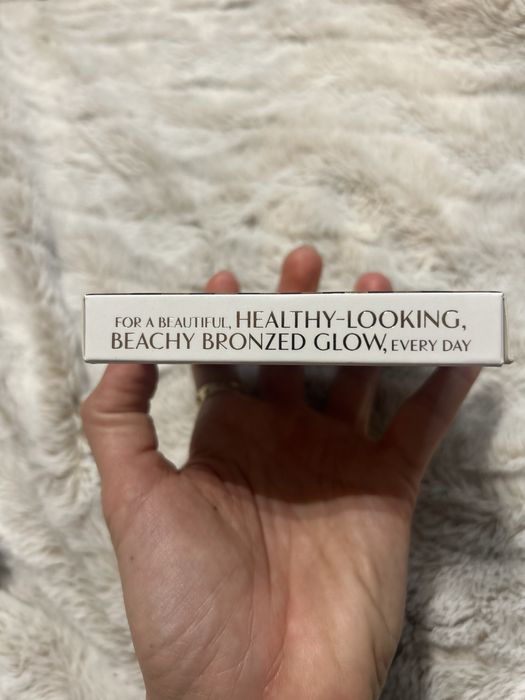 FOR A BEAUTIFUL, HEALTHY-LOOKING,
BEACHY BRONZED GLOW, EVERY DAY